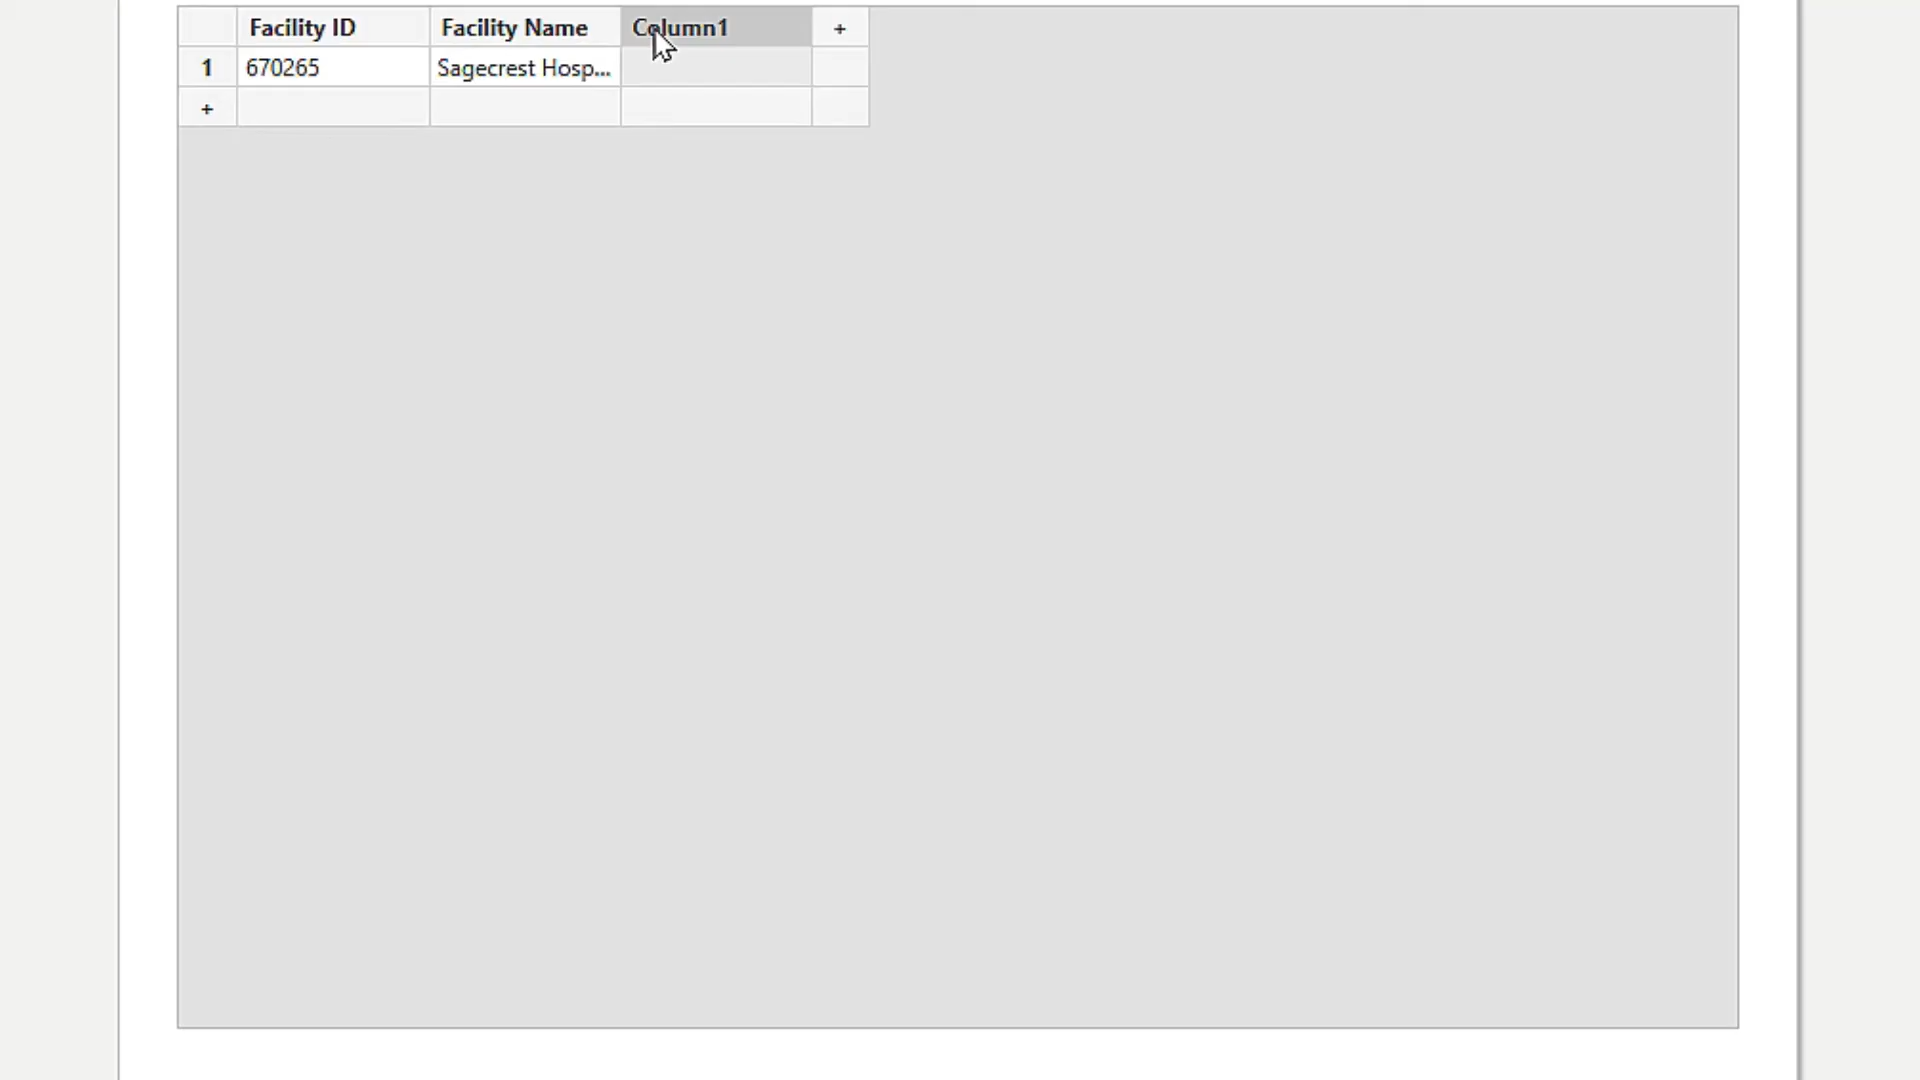 Facility ID Facility Name Column1 +
1 670265 Sagecrest Hosp...
+